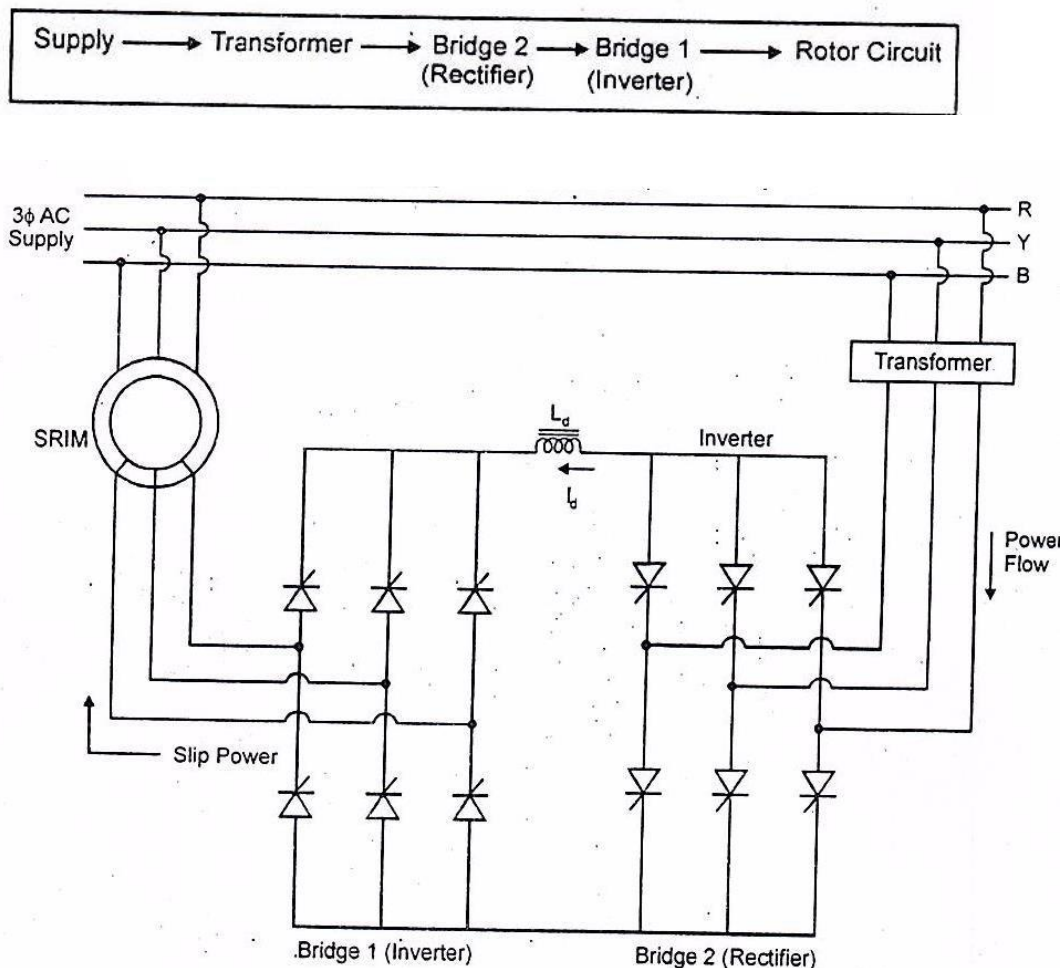 Supply → Transformer → Bridge 2 → Bridge 1 → Rotor Circuit
(Rectifier) (Inverter)
3ϕ AC
Supply
R
Y
B
Transformer
SRIM
L_d
Inverter
I_d
Power
Flow
Slip Power
Bridge 1 (Inverter)
Bridge 2 (Rectifier)